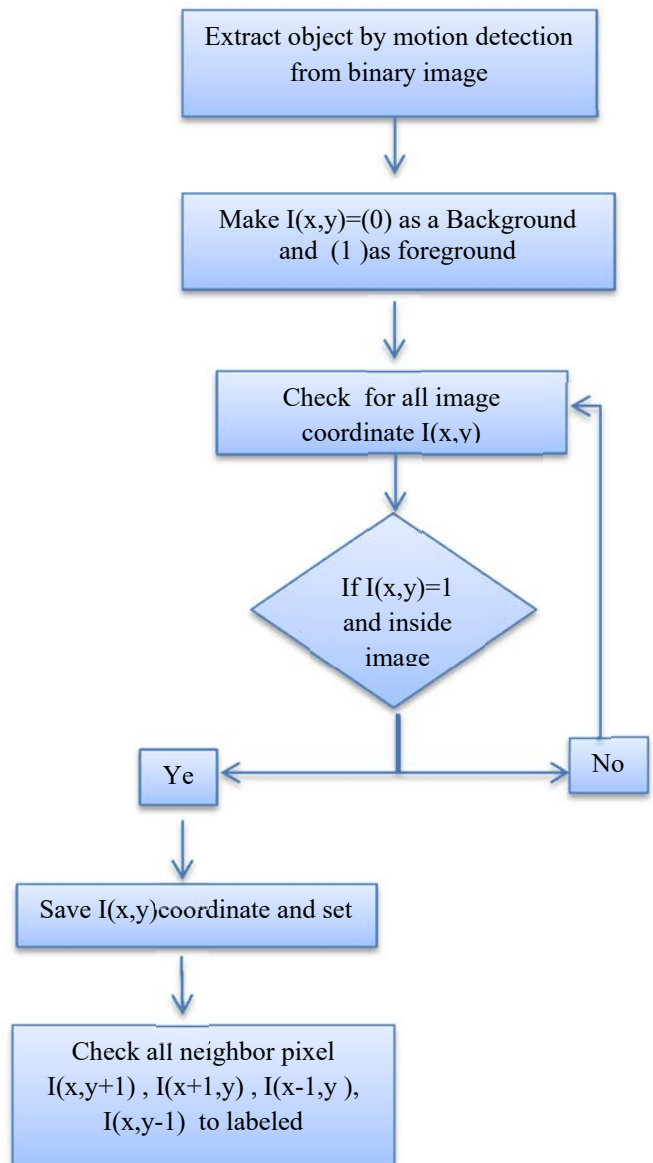 Extract object by motion detection
from binary image
Make I(x,y)=(0) as a Background
and (1 )as foreground
Check for all image
coordinate I(x,y)
If I(x,y)=1
and inside
image
Ye
No
Save I(x,y)coordinate and set
Check all neighbor pixel
I(x,y+1) , I(x+1,y) , I(x-1,y ),
I(x,y-1) to labeled